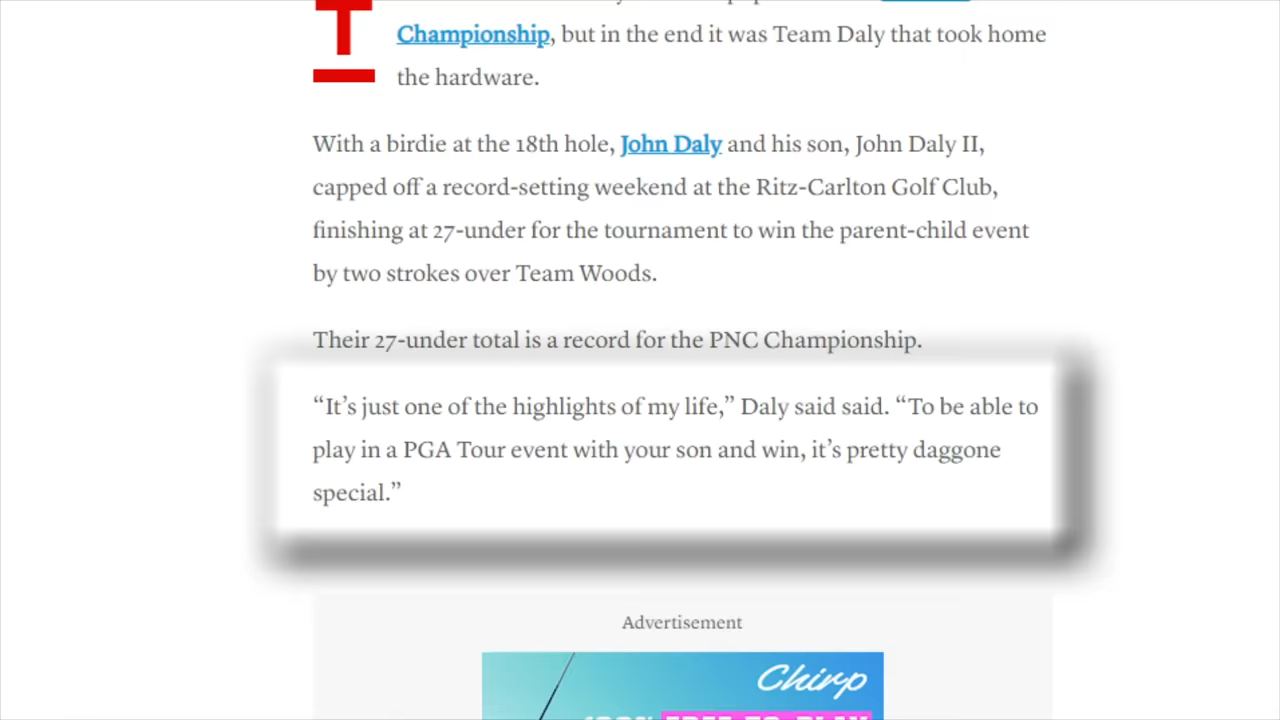 Championship, but in the end it was Team Daly that took home
the hardware.
With a birdie at the 18th hole, John Daly and his son, John Daly II,
capped off a record-setting weekend at the Ritz-Carlton Golf Club,
finishing at 27-under for the tournament to win the parent-child event
by two strokes over Team Woods.
Their 27-under total is a record for the PNC Championship.
“It’s just one of the highlights of my life,” Daly said said. “To be able to
play in a PGA Tour event with your son and win, it’s pretty daggone
special.”
Advertisement
Chirp
100% FREE TO PLAY